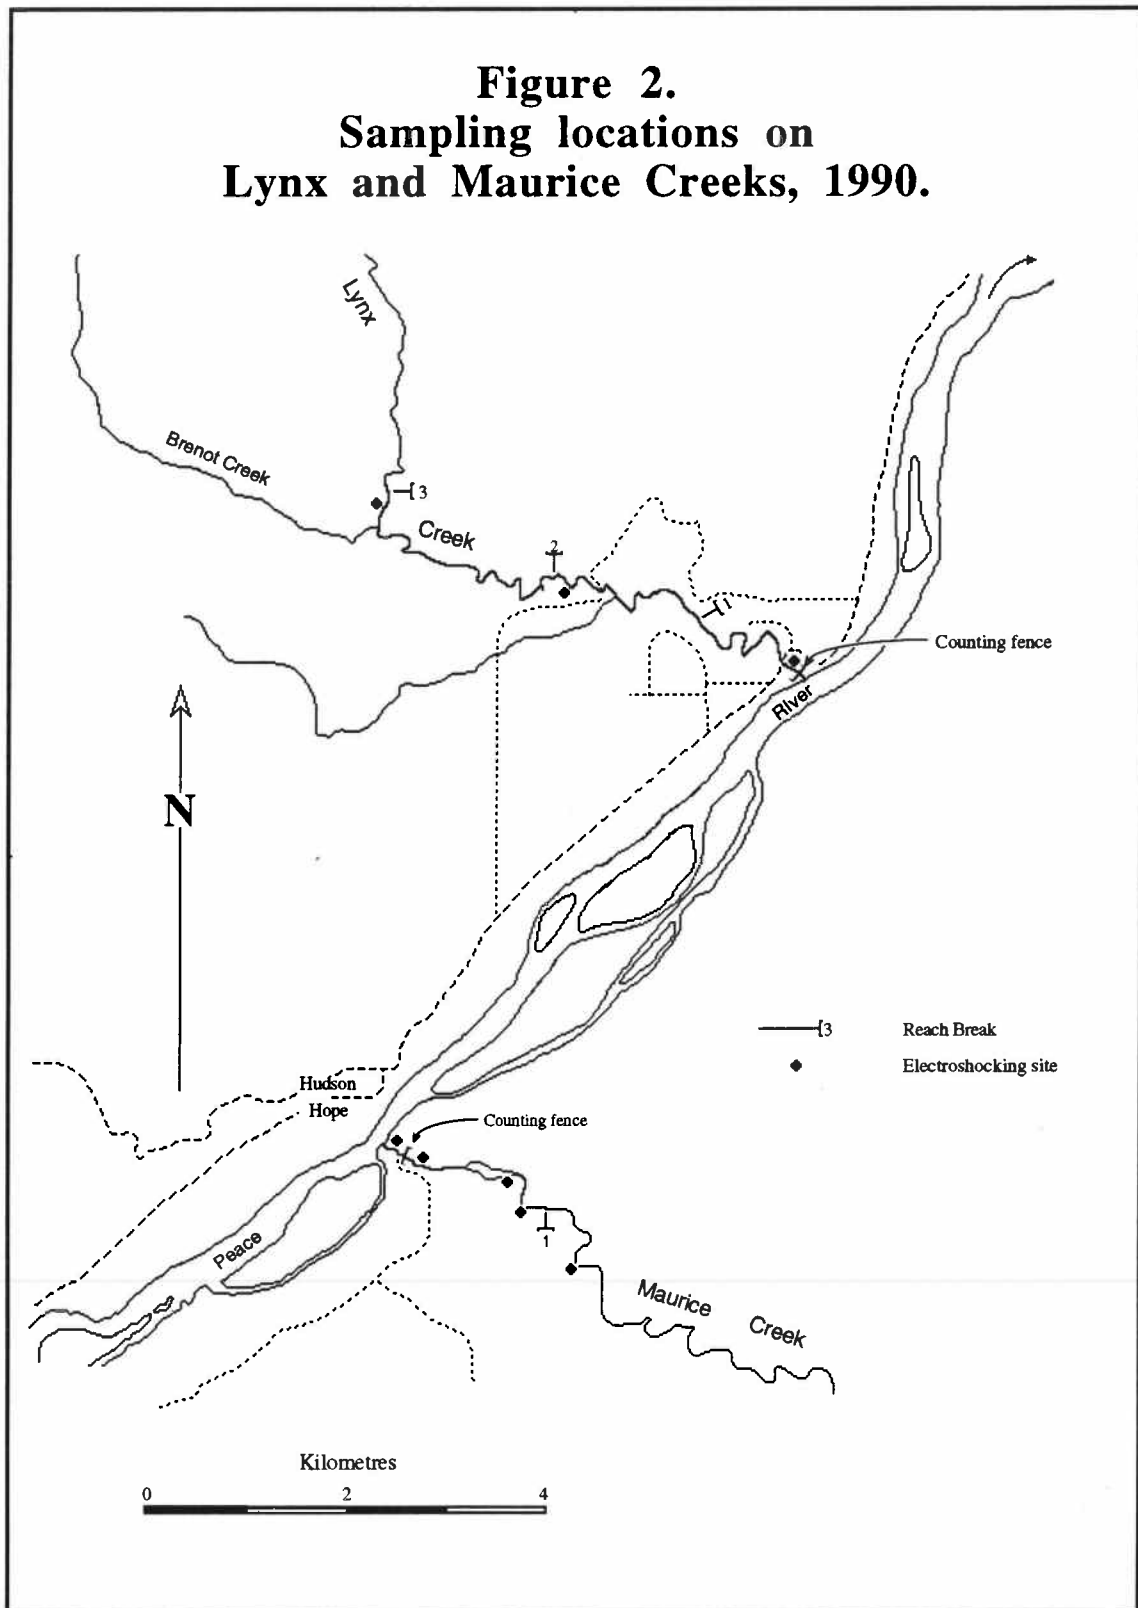 Figure 2.
Sampling locations on
Lynx and Maurice Creeks, 1990.
Lynx
Brenot Creek
3
Creek
2
1
Counting fence
River
N
3 Reach Break
Electroshocking site
Hudson
Hope
Counting fence
Peace
1
Maurice Creek
Kilometres
0 2 4